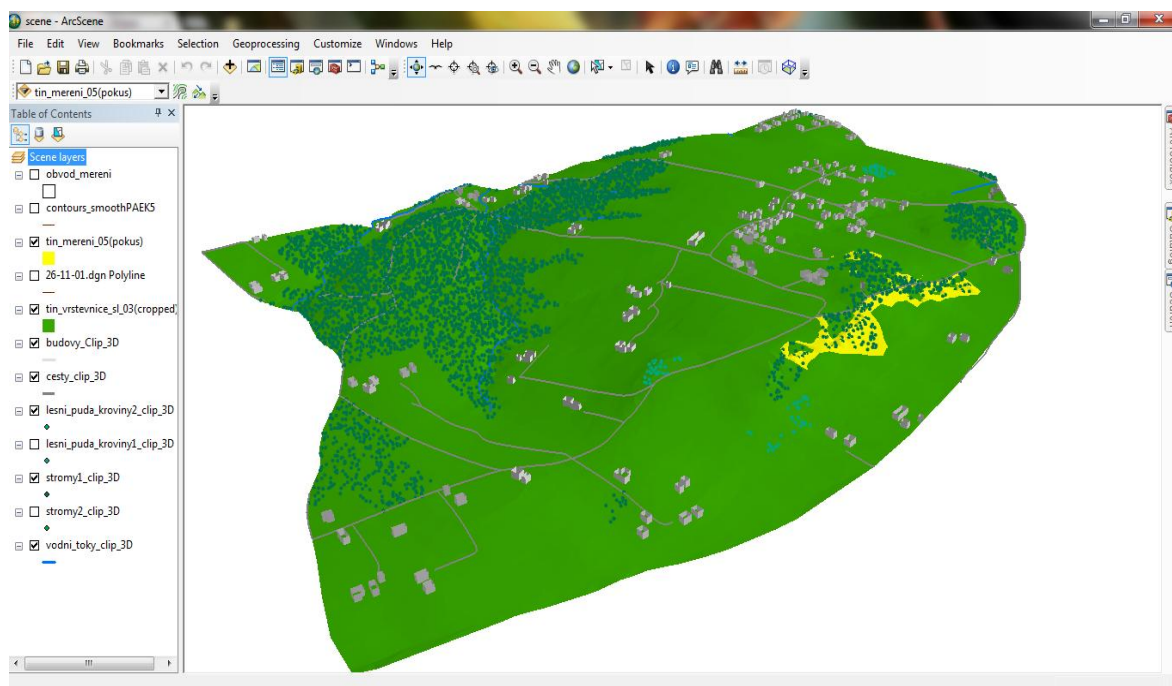 scene - ArcScene
File Edit View Bookmarks Selection Geoprocessing Customize Windows Help
tin_mereni_05(pokus)
Table of Contents
Scene layers
obvod_mereni
contours_smoothPAEK5
tin_mereni_05(pokus)
26-11-01.dgn Polyline
tin_vrstevnice_sl_03(cropped)
budovy_Clip_3D
cesty_clip_3D
lesni_puda_kroviny2_clip_3D
lesni_puda_kroviny1_clip_3D
stromy1_clip_3D
stromy2_clip_3D
vodni_toky_clip_3D